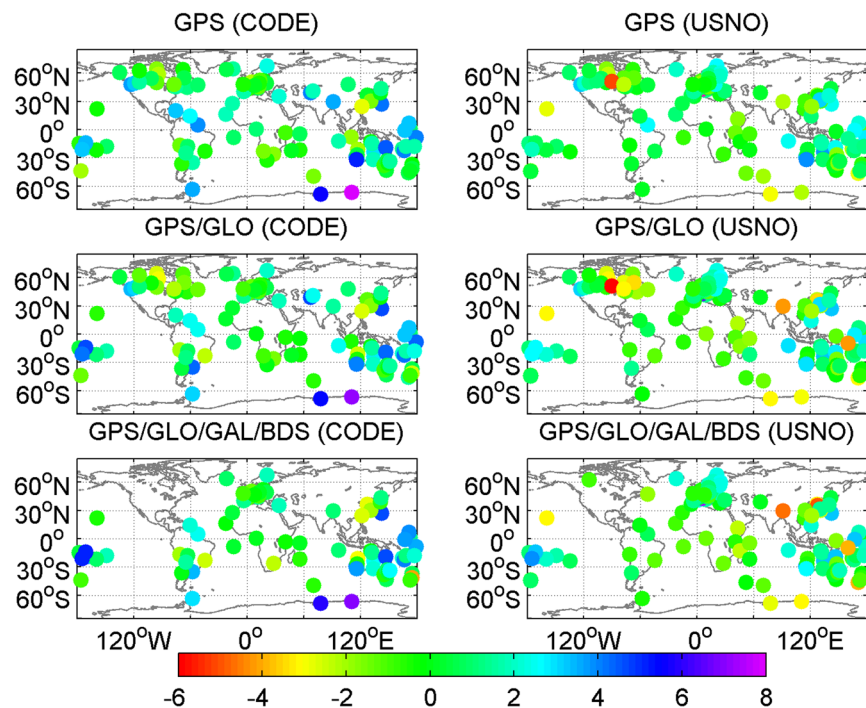 GPS (CODE) GPS (USNO)
60°N 60°N
30°N 30°N
0° 0°
30°S 30°S
60°S 60°S
GPS/GLO (CODE) GPS/GLO (USNO)
60°N 60°N
30°N 30°N
0° 0°
30°S 30°S
60°S 60°S
GPS/GLO/GAL/BDS (CODE) GPS/GLO/GAL/BDS (USNO)
60°N 60°N
30°N 30°N
0° 0°
30°S 30°S
60°S 60°S
120°W 0° 120°E 120°W 0° 120°E
-6 -4 -2 0 2 4 6 8